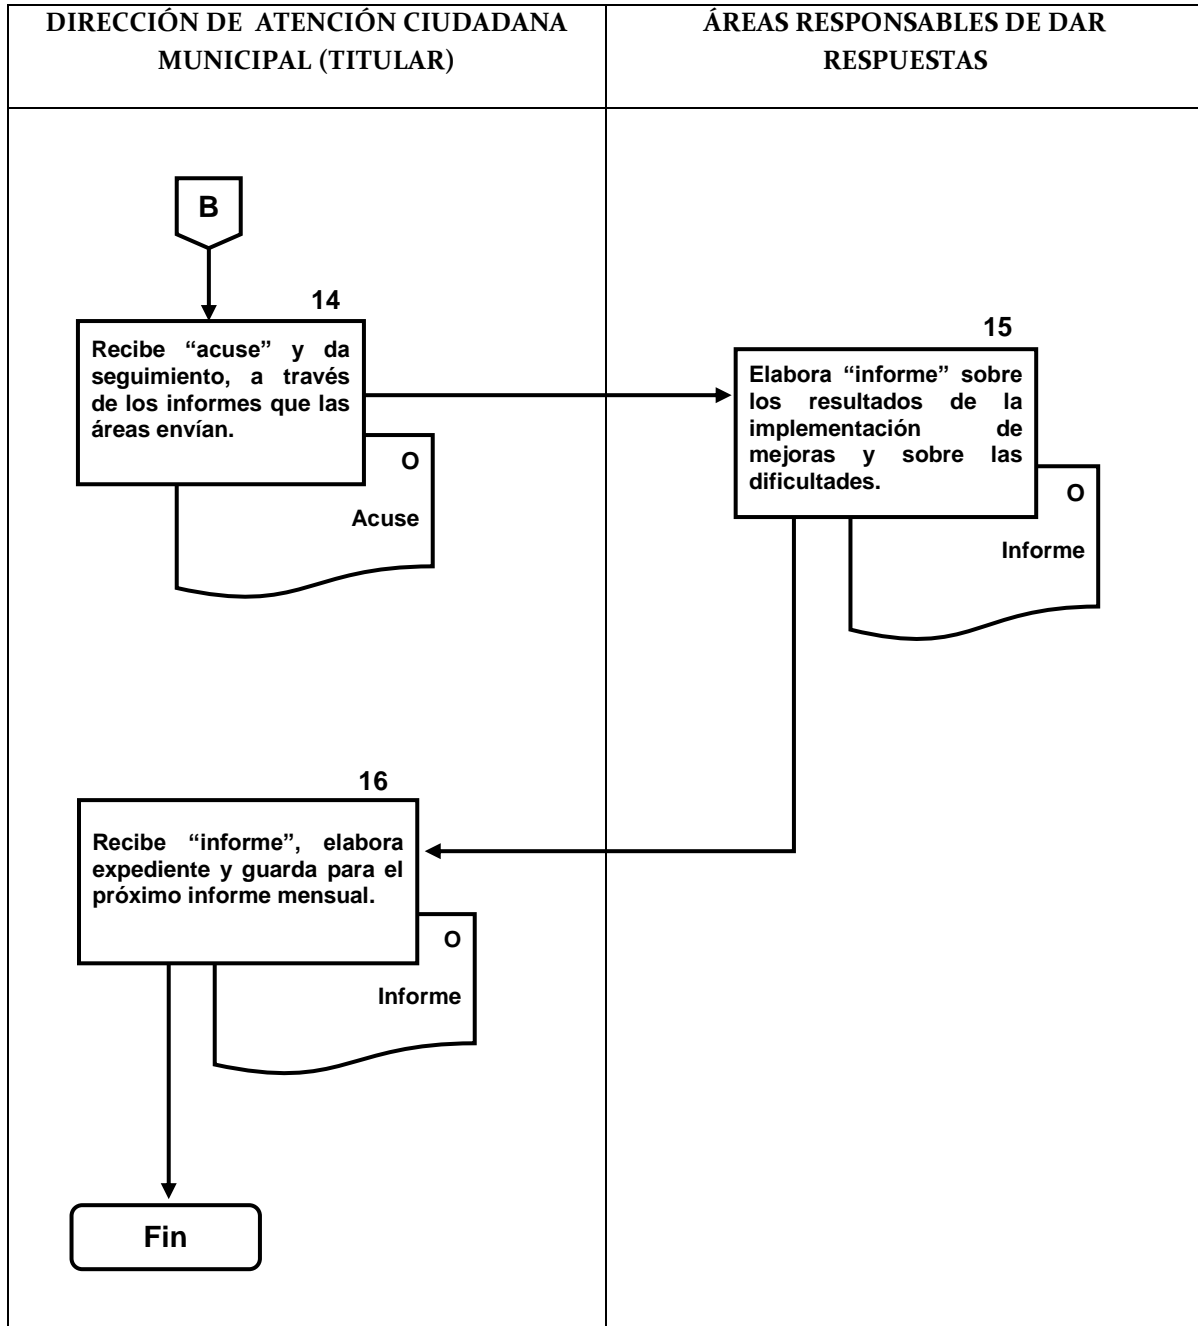 DIRECCIÓN DE ATENCIÓN CIUDADANA
MUNICIPAL (TITULAR)
ÁREAS RESPONSABLES DE DAR
RESPUESTAS
B
14
Recibe “acuse” y da
seguimiento, a través
de los informes que las
áreas envían.
O
Acuse
15
Elabora “informe” sobre
los resultados de la
implementación de
mejoras y sobre las
dificultades.
O
Informe
16
Recibe “informe”, elabora
expediente y guarda para el
próximo informe mensual.
O
Informe
Fin